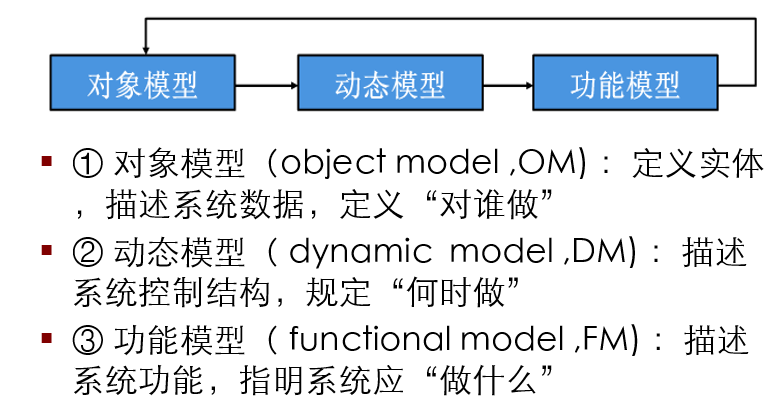 对象模型 动态模型 功能模型
① 对象模型（object model ,OM）：定义实体
，描述系统数据，定义“对谁做”
② 动态模型（ dynamic model ,DM）：描述
系统控制结构，规定“何时做”
③ 功能模型（ functional model ,FM）：描述
系统功能，指明系统应“做什么”